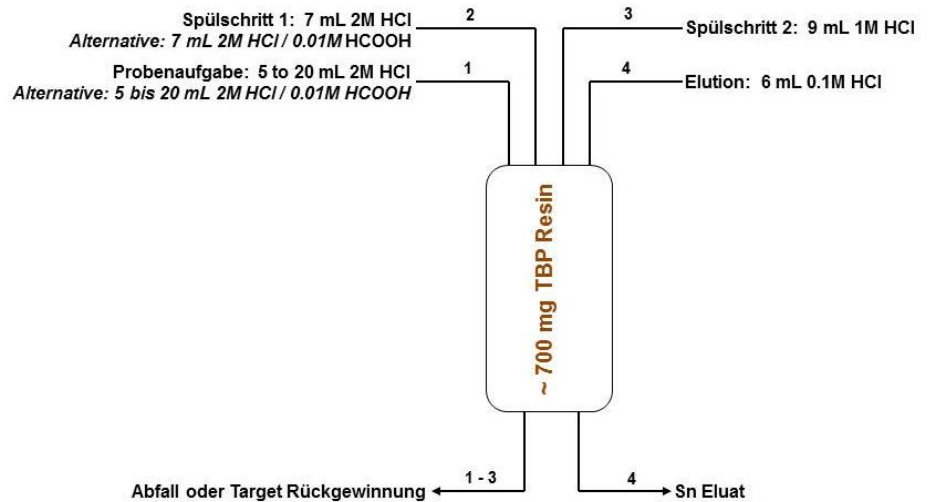 Spülschritt 1: 7 mL 2M HCl
Alternative: 7 mL 2M HCl / 0.01M HCOOH
2
Probenaufgabe: 5 to 20 mL 2M HCl
Alternative: 5 bis 20 mL 2M HCl / 0.01M HCOOH
1
3
Spülschritt 2: 9 mL 1M HCl
4
Elution: 6 mL 0.1M HCl
~ 700 mg TBP Resin
1 - 3
Abfall oder Target Rückgewinnung
4
Sn Eluat